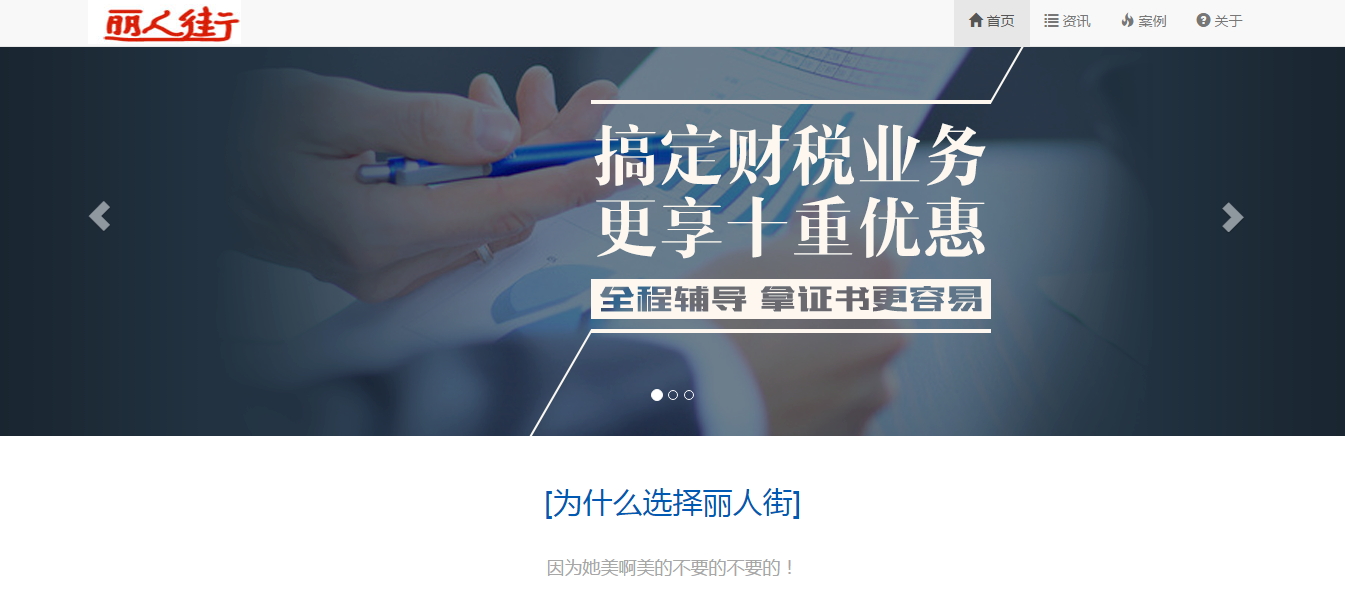 丽人街
首页 资讯 案例 关于
搞定财税业务
更享十重优惠
全程辅导 拿证书更容易
[为什么选择丽人街]
因为她美啊美的不要的不要的！